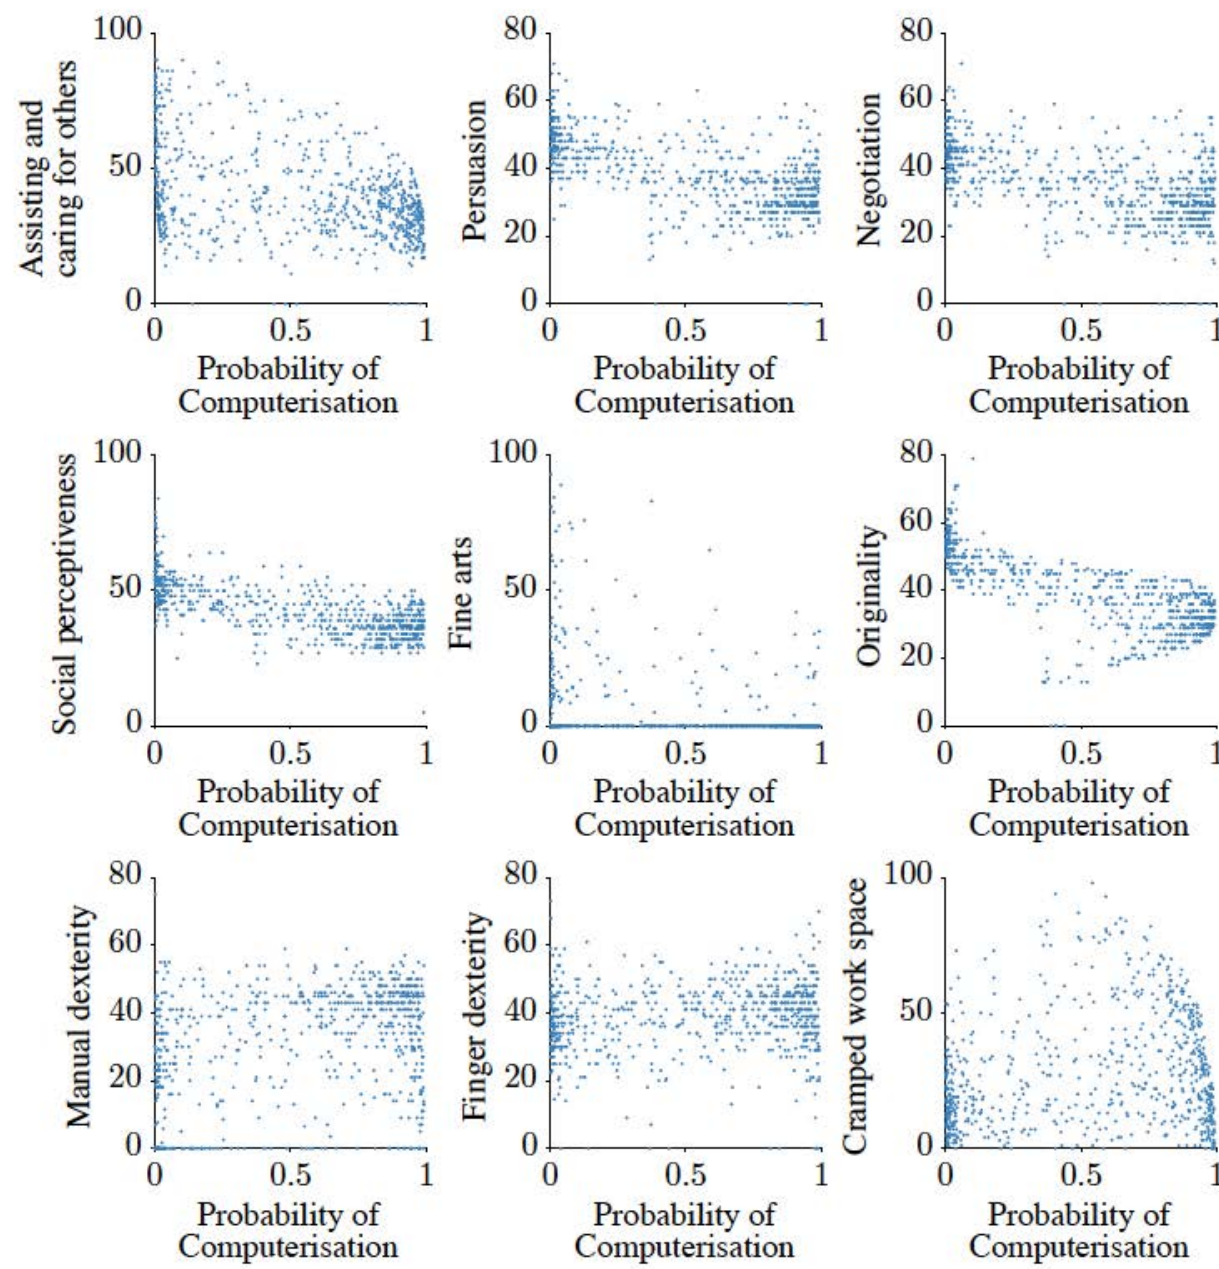 100
50
0
Assisting and
caring for others
0 0.5 1
Probability of
Computerisation
80
60
40
20
0
Persuasion
0 0.5 1
Probability of
Computerisation
80
60
40
20
0
Negotiation
0 0.5 1
Probability of
Computerisation
100
50
0
Social perceptiveness
0 0.5 1
Probability of
Computerisation
100
50
0
Fine arts
0 0.5 1
Probability of
Computerisation
80
60
40
20
0
Originality
0 0.5 1
Probability of
Computerisation
80
60
40
20
0
Manual dexterity
0 0.5 1
Probability of
Computerisation
80
60
40
20
0
Finger dexterity
0 0.5 1
Probability of
Computerisation
100
50
0
Cramped work space
0 0.5 1
Probability of
Computerisation